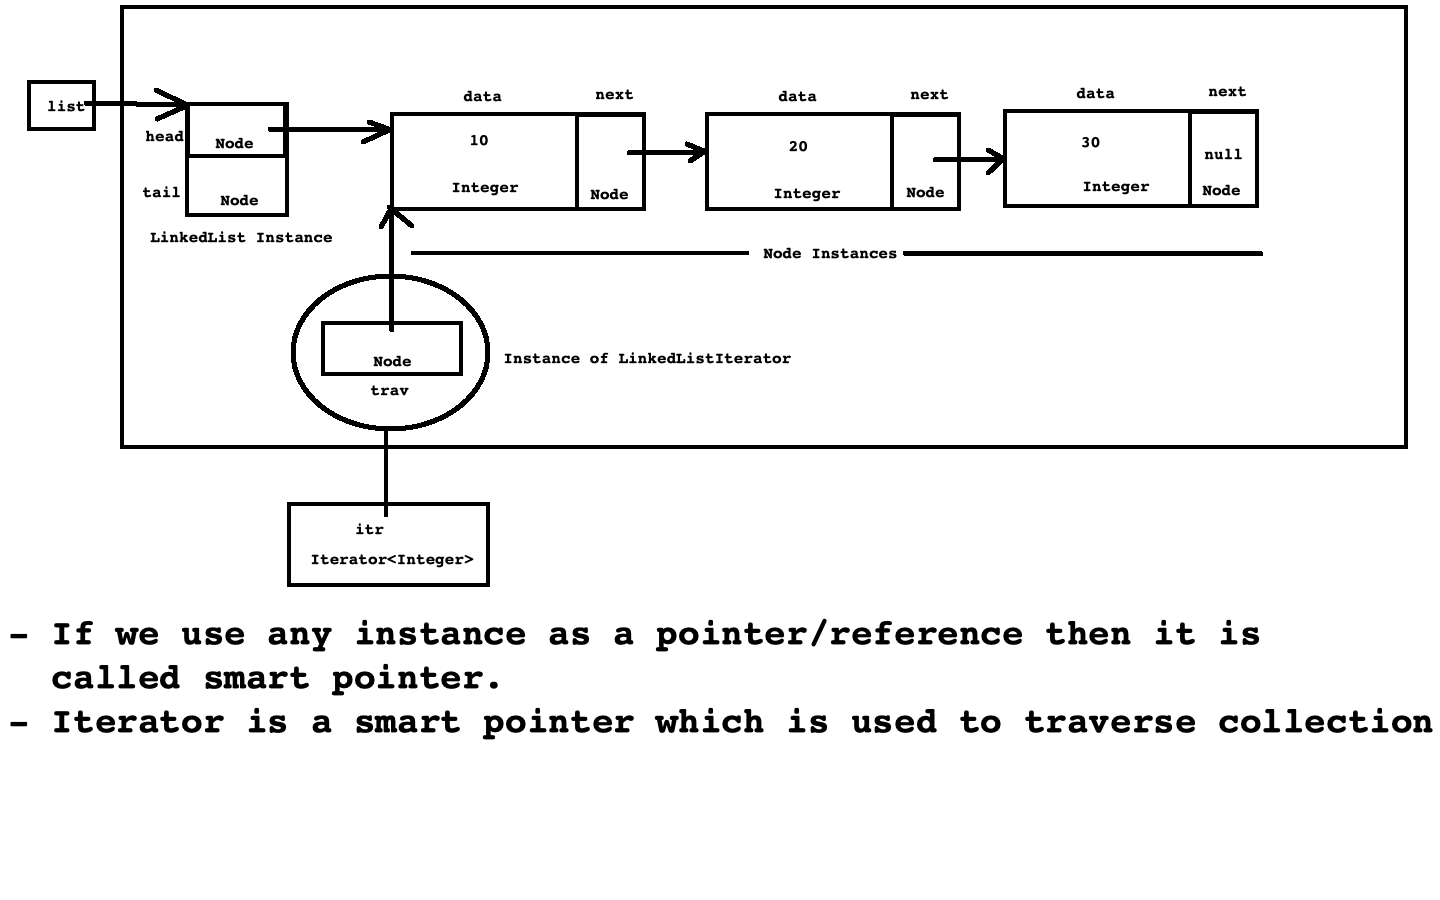 list
head
Node
tail
Node
LinkedList Instance
data next
10
Integer Node
data next
20
Integer Node
data next
30 null
Integer Node
Node Instances
Node
trav
Instance of LinkedListIterator
itr
Iterator<Integer>
- If we use any instance as a pointer/reference then it is
called smart pointer.
- Iterator is a smart pointer which is used to traverse collection